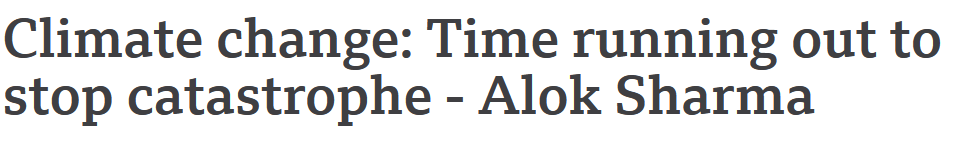 Climate change: Time running out to
stop catastrophe - Alok Sharma